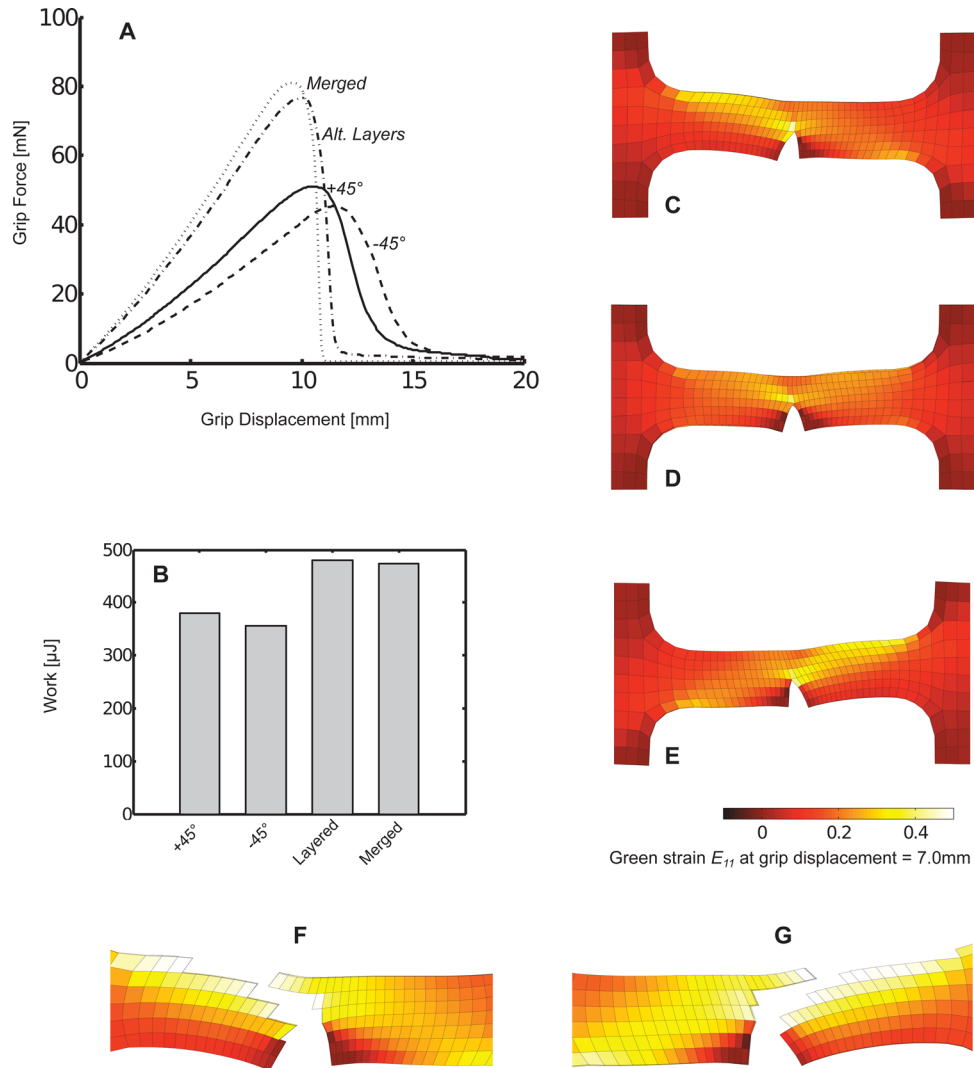 A
100
80
60
40
20
0
Grip Force [mN]
Merged
Alt. Layers
+45°
-45°
0 5 10 15 20
Grip Displacement [mm]
B
500
400
300
200
100
0
Work [µJ]
+45° -45° Layered Merged
C
D
E
0 0.2 0.4
Green strain E11 at grip displacement = 7.0mm
F
G